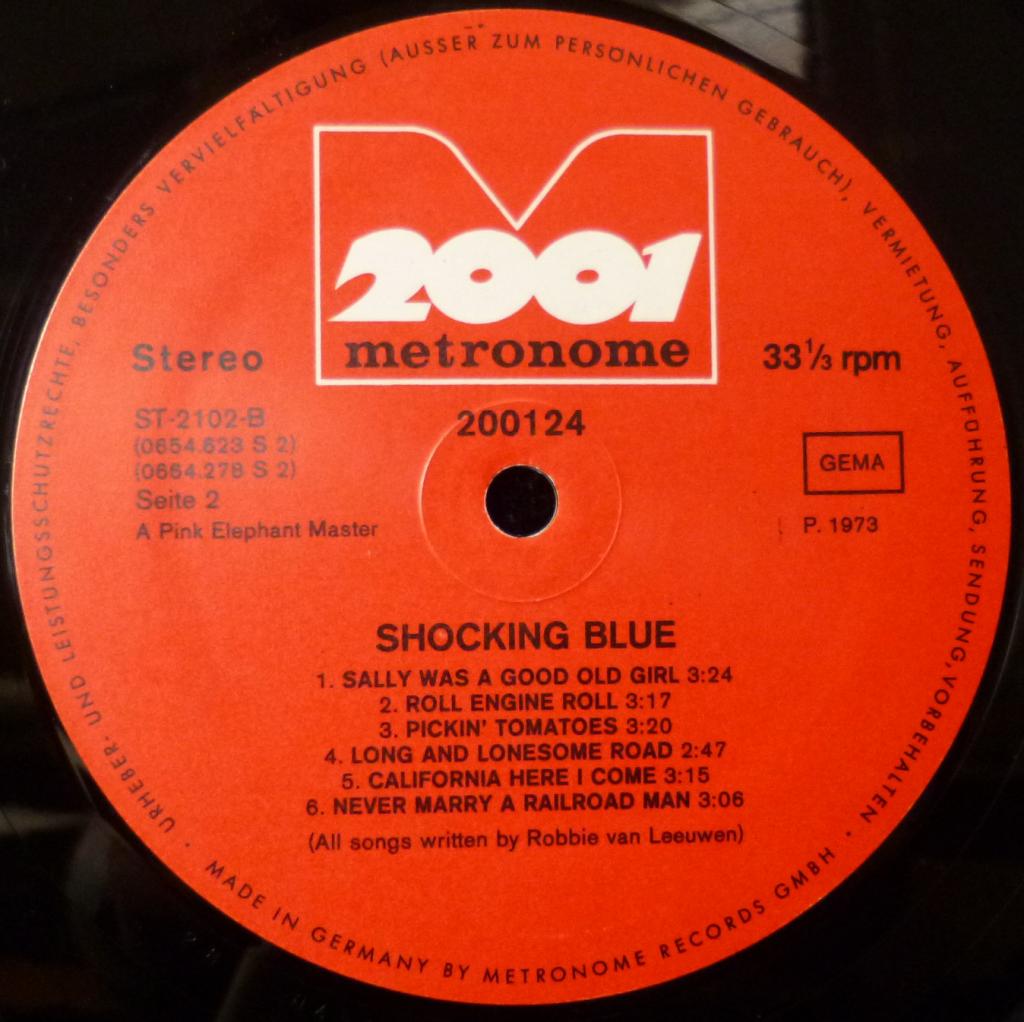 URHEBER- UND LEISTUNGSSCHUTZRECHTE, BESONDERS VERVIELFÄLTIGUNG (AUSSER ZUM PERSÖNLICHEN GEBRAUCH), VERMIETUNG, AUFFÜHRUNG, SENDUNG, VORBEHALTEN ·
2001
metronome
Stereo
33⅓ rpm
200124
ST-2102-B
(0654.623 S 2)
(0664.278 S 2)
Seite 2
A Pink Elephant Master
GEMA
P. 1973
SHOCKING BLUE
1. SALLY WAS A GOOD OLD GIRL 3:24
2. ROLL ENGINE ROLL 3:17
3. PICKIN' TOMATOES 3:20
4. LONG AND LONESOME ROAD 2:47
5. CALIFORNIA HERE I COME 3:15
6. NEVER MARRY A RAILROAD MAN 3:06
(All songs written by Robbie van Leeuwen)
· MADE IN GERMANY BY METRONOME RECORDS GMBH